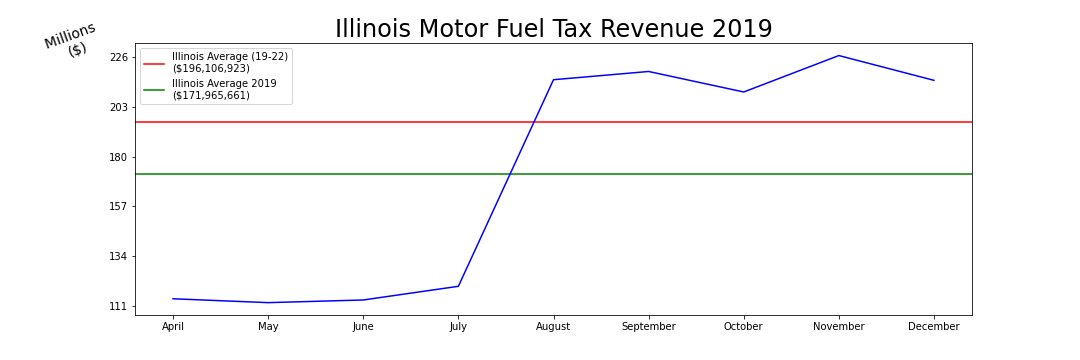 Illinois Motor Fuel Tax Revenue 2019
Millions
($)
Illinois Average (19-22)
($196,106,923)
Illinois Average 2019
($171,965,661)
226
203
180
157
134
111
April May June July August September October November December